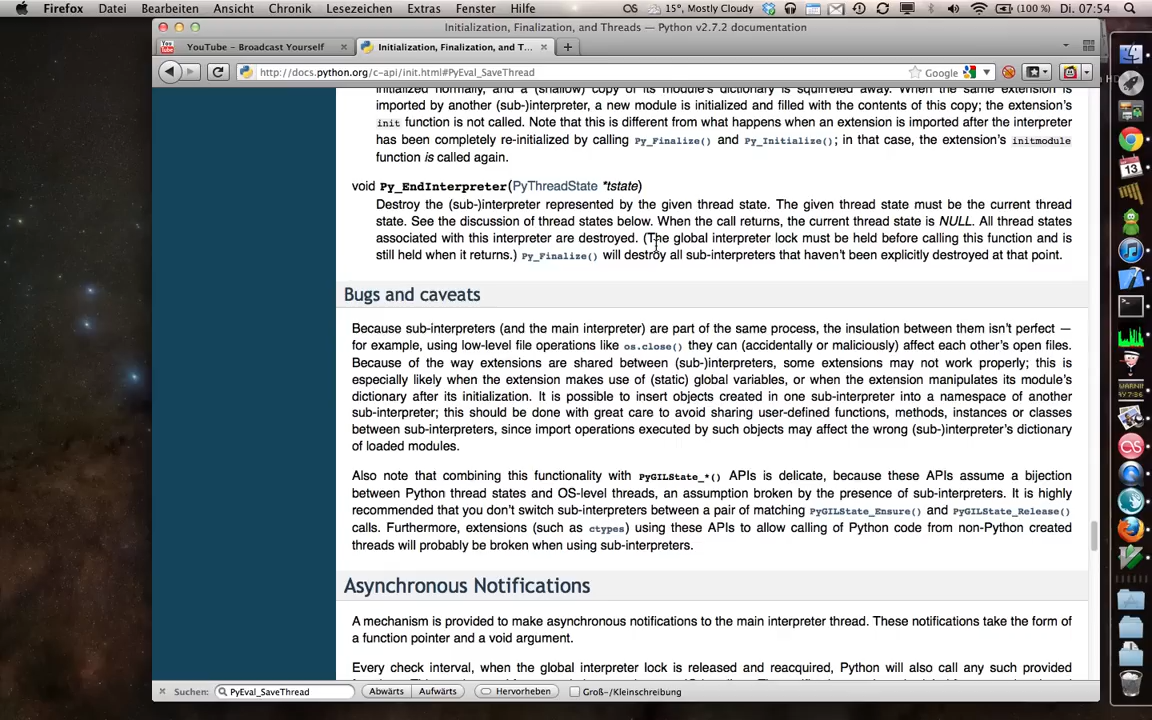 Firefox Datei Bearbeiten Ansicht Chronik Lesezeichen Extras Fenster Hilfe OS 15°, Mostly Cloudy (100 %) Di. 07:54
Initialization, Finalization, and Threads — Python v2.7.2 documentation
YouTube - Broadcast Yourself Initialization, Finalization, and T...
http://docs.python.org/c-api/init.html#PyEval_SaveThread Google
initialized normally, and a (shallow) copy of its module's dictionary is squirreled away. When the same extension is
imported by another (sub-)interpreter, a new module is initialized and filled with the contents of this copy; the extension's
init function is not called. Note that this is different from what happens when an extension is imported after the interpreter
has been completely re-initialized by calling Py_Finalize() and Py_Initialize(); in that case, the extension's initmodule
function is called again.
void Py_EndInterpreter(PyThreadState *tstate)
Destroy the (sub-)interpreter represented by the given thread state. The given thread state must be the current thread
state. See the discussion of thread states below. When the call returns, the current thread state is NULL. All thread states
associated with this interpreter are destroyed. (The global interpreter lock must be held before calling this function and is
still held when it returns.) Py_Finalize() will destroy all sub-interpreters that haven't been explicitly destroyed at that point.
Bugs and caveats
Because sub-interpreters (and the main interpreter) are part of the same process, the insulation between them isn't perfect —
for example, using low-level file operations like os.close() they can (accidentally or maliciously) affect each other's open files.
Because of the way extensions are shared between (sub-)interpreters, some extensions may not work properly; this is
especially likely when the extension makes use of (static) global variables, or when the extension manipulates its module's
dictionary after its initialization. It is possible to insert objects created in one sub-interpreter into a namespace of another
sub-interpreter; this should be done with great care to avoid sharing user-defined functions, methods, instances or classes
between sub-interpreters, since import operations executed by such objects may affect the wrong (sub-)interpreter's dictionary
of loaded modules.
Also note that combining this functionality with PyGILState_*() APIs is delicate, because these APIs assume a bijection
between Python thread states and OS-level threads, an assumption broken by the presence of sub-interpreters. It is highly
recommended that you don't switch sub-interpreters between a pair of matching PyGILState_Ensure() and PyGILState_Release()
calls. Furthermore, extensions (such as ctypes) using these APIs to allow calling of Python code from non-Python created
threads will probably be broken when using sub-interpreters.
Asynchronous Notifications
A mechanism is provided to make asynchronous notifications to the main interpreter thread. These notifications take the form of
a function pointer and a void argument.
Every check interval, when the global interpreter lock is released and reacquired, Python will also call any such provided
Suchen: PyEval_SaveThread Abwärts Aufwärts Hervorheben Groß-/Kleinschreibung